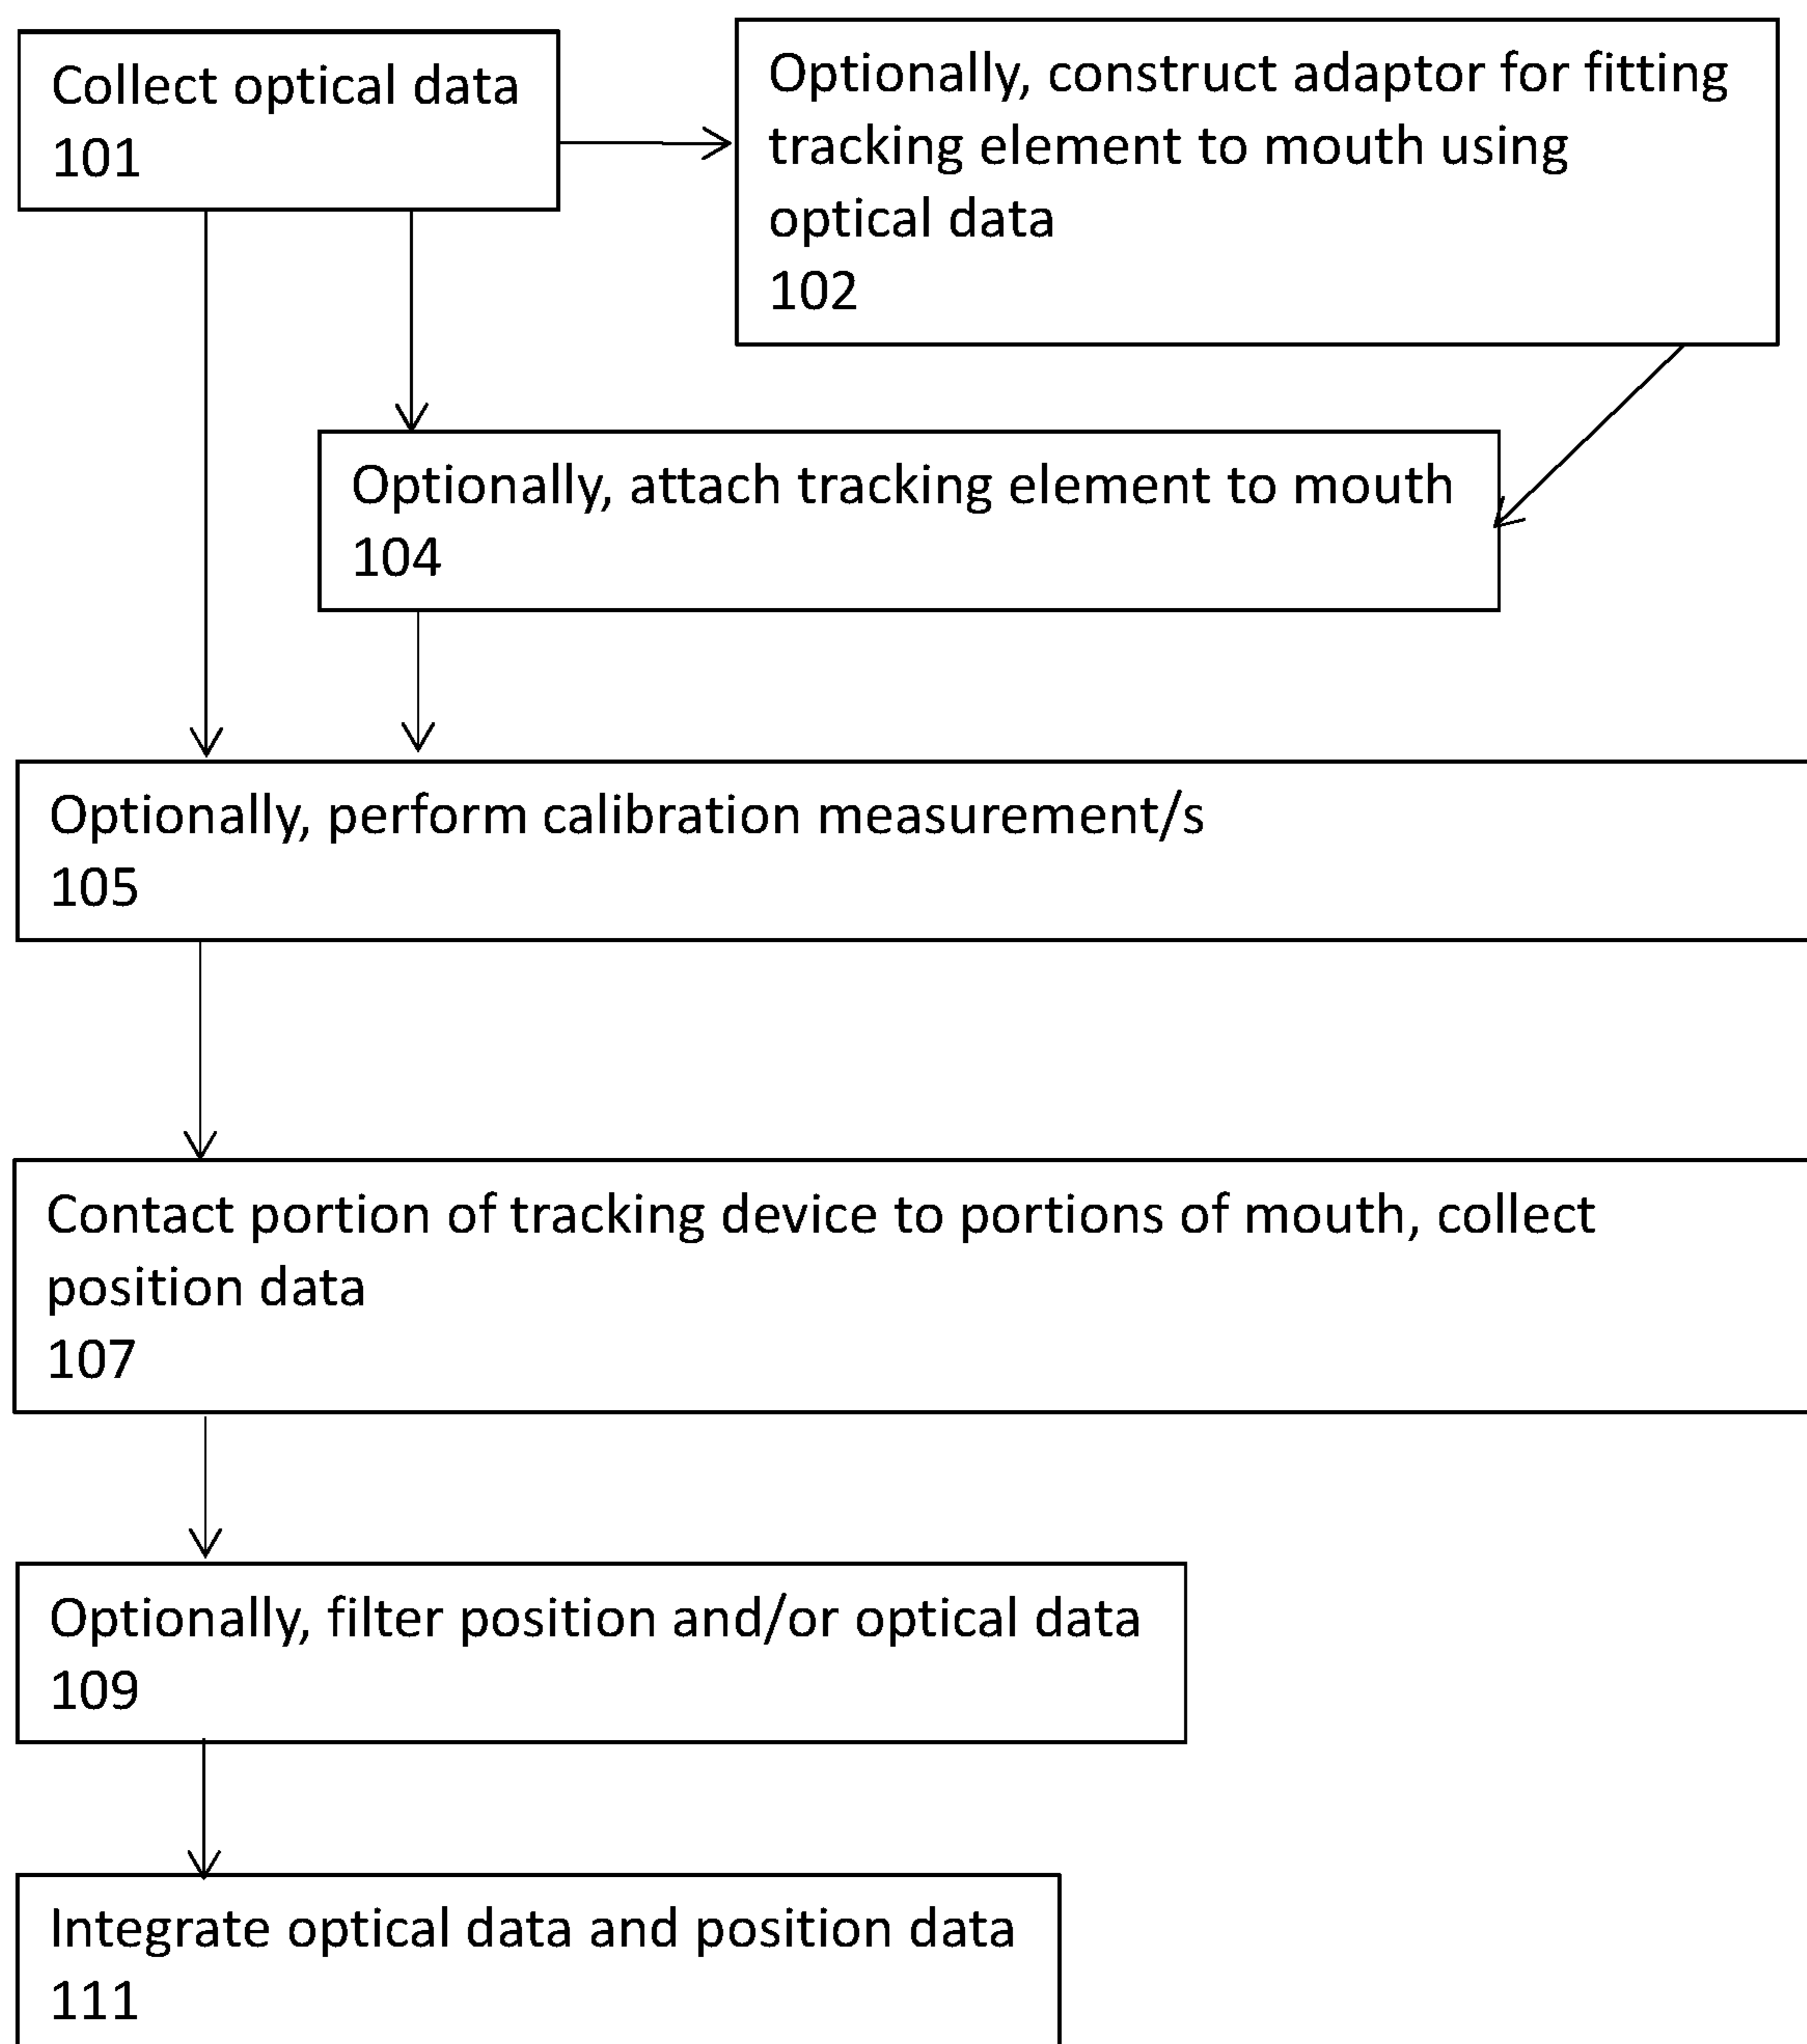 Collect optical data
101
Optionally, construct adaptor for fitting
tracking element to mouth using
optical data
102
Optionally, attach tracking element to mouth
104
Optionally, perform calibration measurement/s
105
Contact portion of tracking device to portions of mouth, collect
position data
107
Optionally, filter position and/or optical data
109
Integrate optical data and position data
111